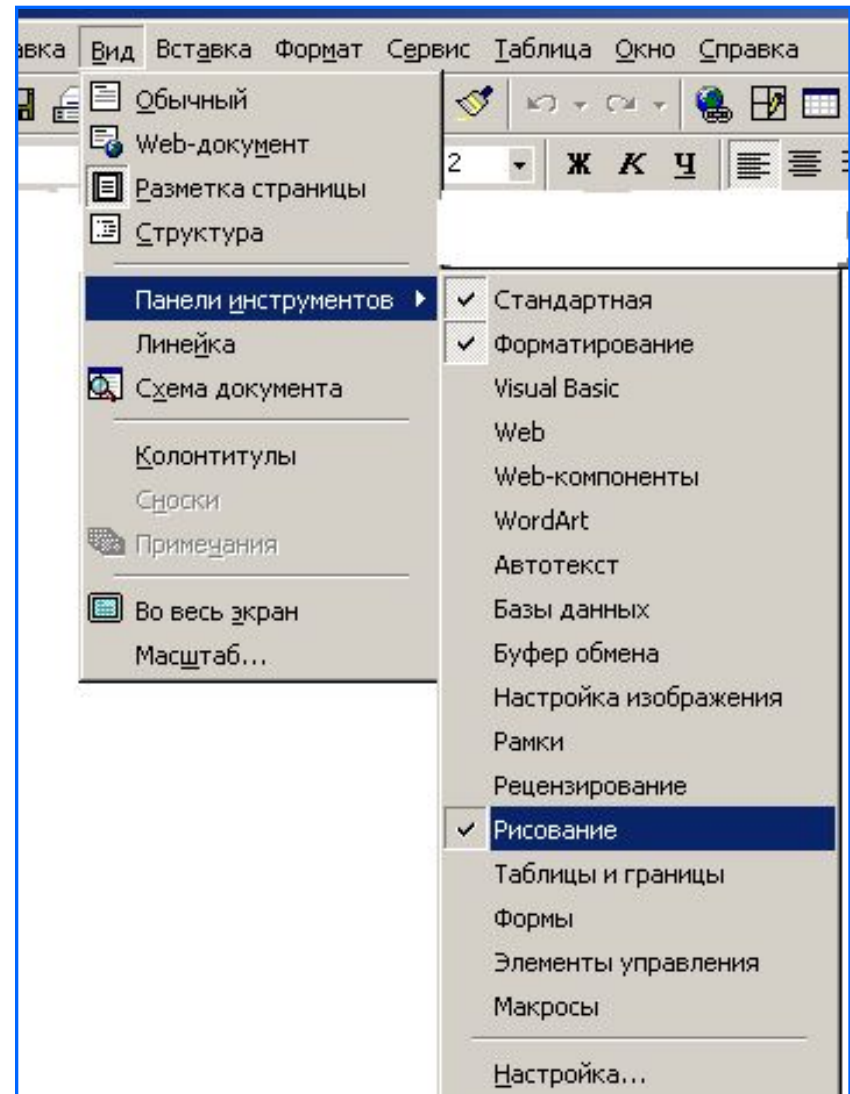 авка Вид Вставка Формат Сервис Таблица Окно Справка
Обычный
Web-документ
2 Ж К Ч
Разметка страницы
Структура
Панели инструментов
Линейка
Схема документа
Колонтитулы
Сноски
Примечания
Во весь экран
Масштаб...
Стандартная
Форматирование
Visual Basic
Web
Web-компоненты
WordArt
Автотекст
Базы данных
Буфер обмена
Настройка изображения
Рамки
Рецензирование
Рисование
Таблицы и границы
Формы
Элементы управления
Макросы
Настройка...